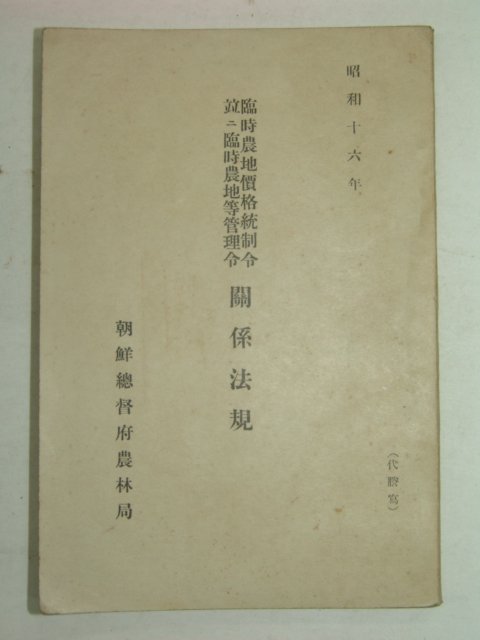 昭和十六年
臨時農地價格統制令
竝ニ臨時農地等管理令
關係法規
朝鮮總督府農林局
(代謄寫)